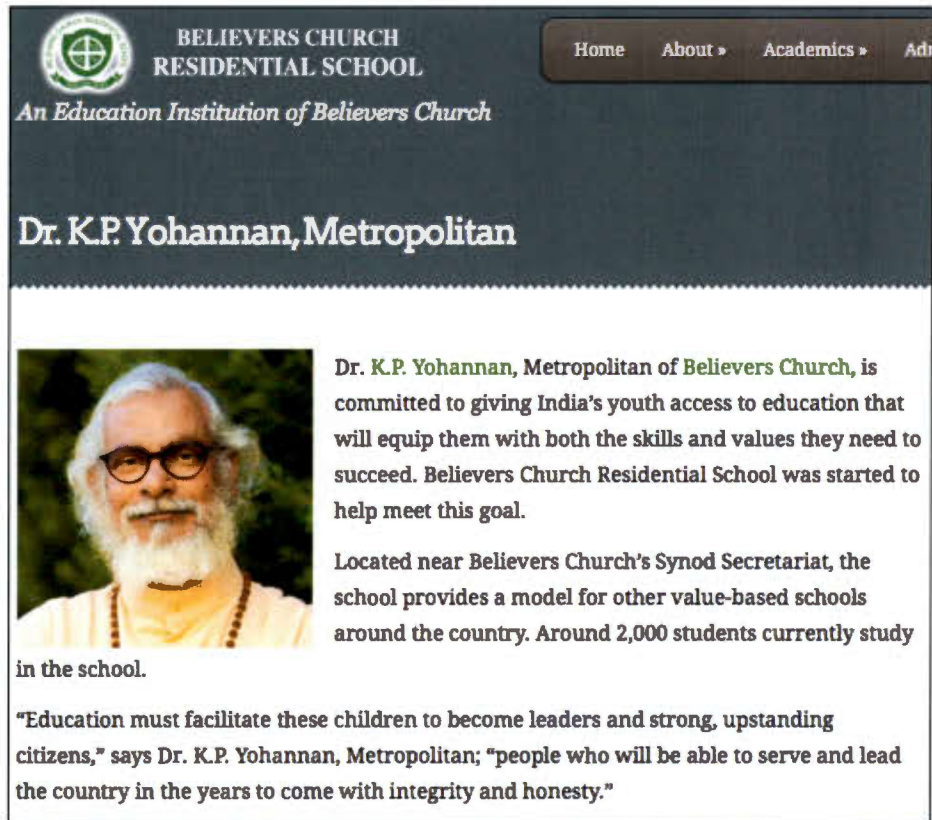 BELIEVERS CHURCH
RESIDENTIAL SCHOOL
An Education Institution of Believers Church
Home About » Academics » Adm
Dr. K.P. Yohannan, Metropolitan
Dr. K.P. Yohannan, Metropolitan of Believers Church, is
committed to giving India's youth access to education that
will equip them with both the skills and values they need to
succeed. Believers Church Residential School was started to
help meet this goal.
Located near Believers Church's Synod Secretariat, the
school provides a model for other value-based schools
around the country. Around 2,000 students currently study
in the school.
"Education must facilitate these children to become leaders and strong, upstanding
citizens," says Dr. K.P. Yohannan, Metropolitan; "people who will be able to serve and lead
the country in the years to come with integrity and honesty."